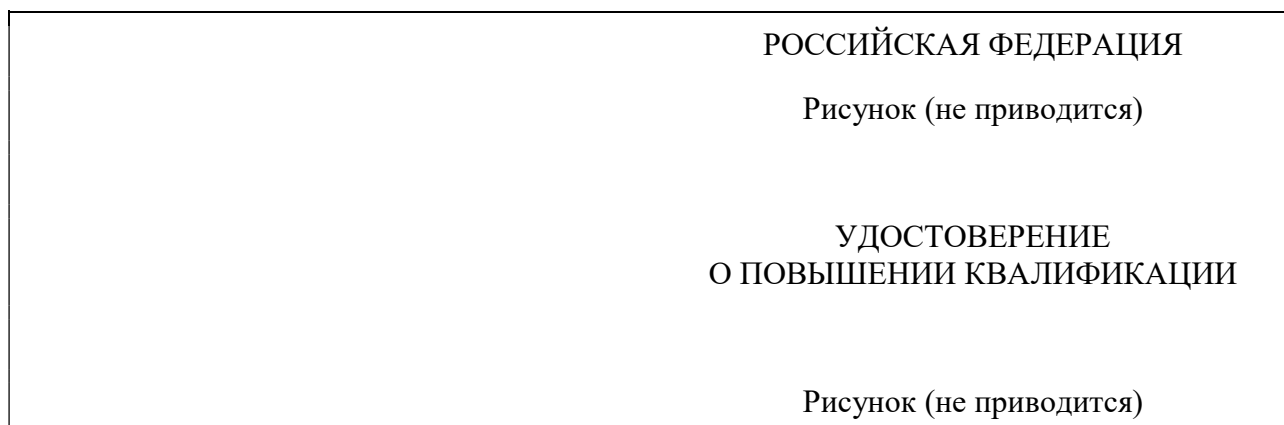 РОССИЙСКАЯ ФЕДЕРАЦИЯ
Рисунок (не приводится)
УДОСТОВЕРЕНИЕ
О ПОВЫШЕНИИ КВАЛИФИКАЦИИ
Рисунок (не приводится)